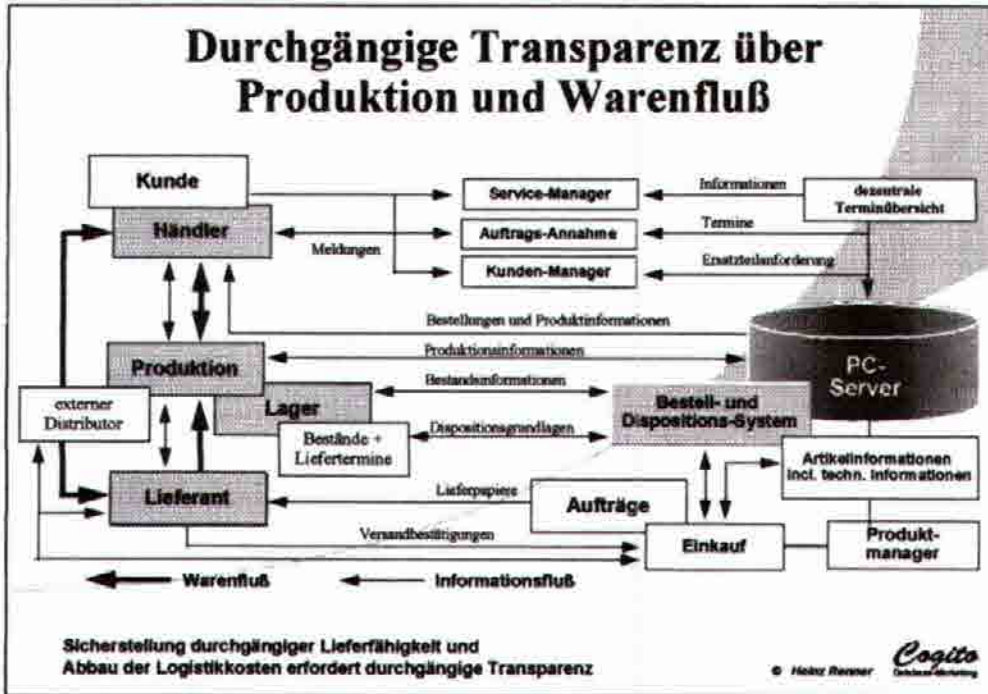 Durchgängige Transparenz über
Produktion und Warenfluß
Kunde
Händler
Meldungen
Service-Manager
Auftrags-Annahme
Kunden-Manager
Informationen
Termine
Ersatzteilanforderung
dezentrale
Terminübersicht
Bestellungen und Produktinformationen
Produktionsinformationen
Bestandsinformationen
Dispositionsgrundlagen
PC-
Server
Produktion
Lager
externer
Distributor
Bestände +
Liefertermine
Bestell- und
Dispositions-System
Artikelinformationen
incl. techn. Informationen
Lieferant
Lieferpapiere
Aufträge
Versandbestätigungen
Einkauf
Produkt-
manager
Warenfluß
Informationsfluß
Sicherstellung durchgängiger Lieferfähigkeit und
Abbau der Logistikkosten erfordert durchgängige Transparenz
© Heinz Renner
Cogito